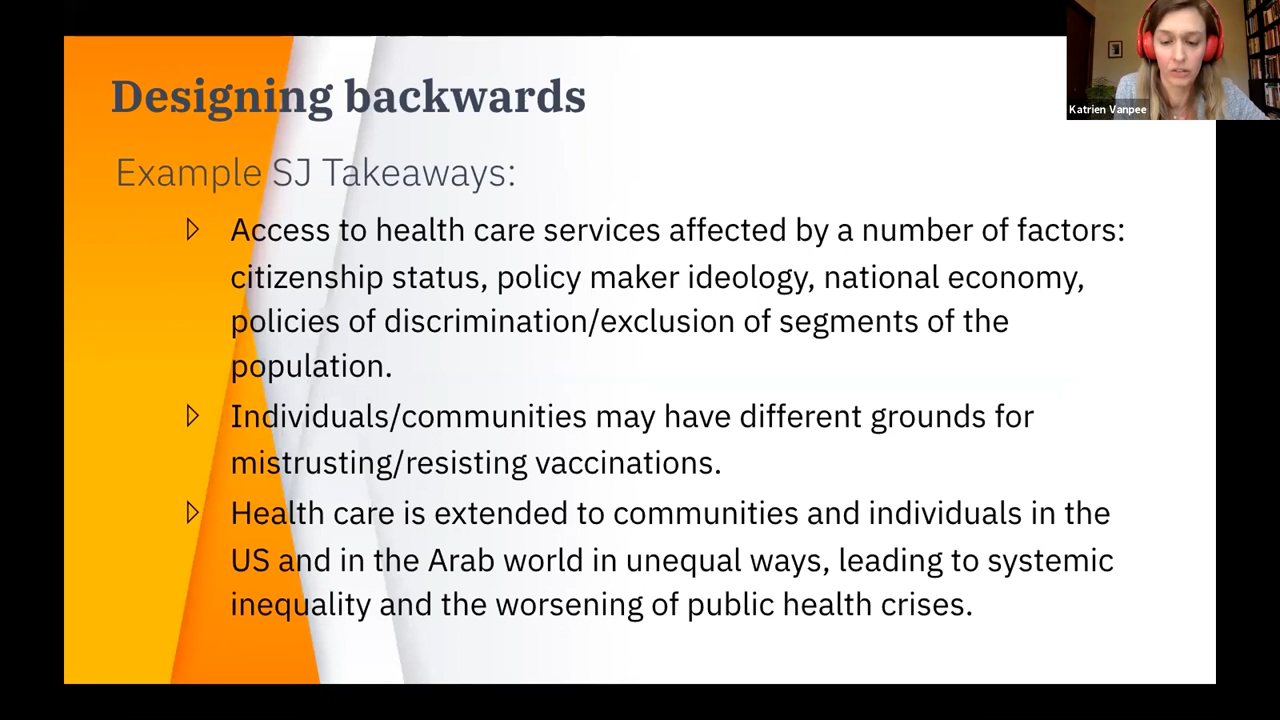 Designing backwards
Katrien Vanpee
Example SJ Takeaways:
Access to health care services affected by a number of factors:
citizenship status, policy maker ideology, national economy,
policies of discrimination/exclusion of segments of the
population.
Individuals/communities may have different grounds for
mistrusting/resisting vaccinations.
Health care is extended to communities and individuals in the
US and in the Arab world in unequal ways, leading to systemic
inequality and the worsening of public health crises.